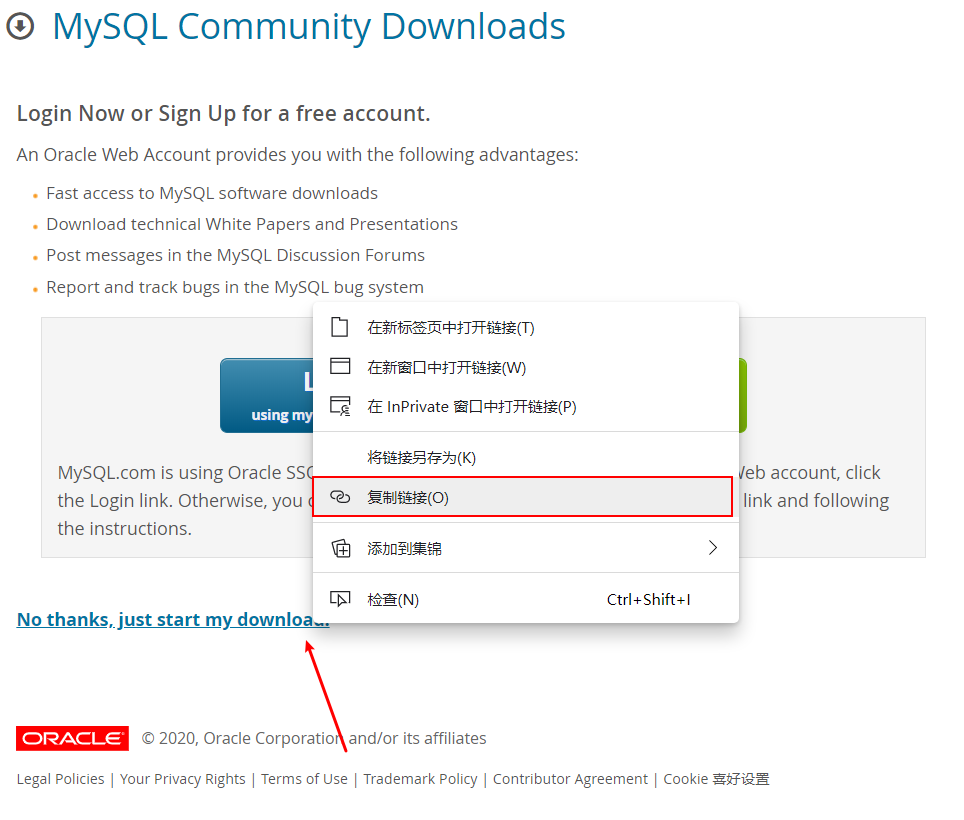 MySQL Community Downloads
Login Now or Sign Up for a free account.
An Oracle Web Account provides you with the following advantages:
Fast access to MySQL software downloads
Download technical White Papers and Presentations
Post messages in the MySQL Discussion Forums
Report and track bugs in the MySQL bug system
在新标签页中打开链接(T)
在新窗口中打开链接(W)
在 InPrivate 窗口中打开链接(P)
将链接另存为(K)
复制链接(O)
添加到集锦
检查(N) Ctrl+Shift+I
using my
MySQL.com is using Oracle account, click
the Login link. Otherwise, you link and following
the instructions.
No thanks, just start my download.
ORACLE © 2020, Oracle Corporation and/or its affiliates
Legal Policies | Your Privacy Rights | Terms of Use | Trademark Policy | Contributor Agreement | Cookie 喜好设置